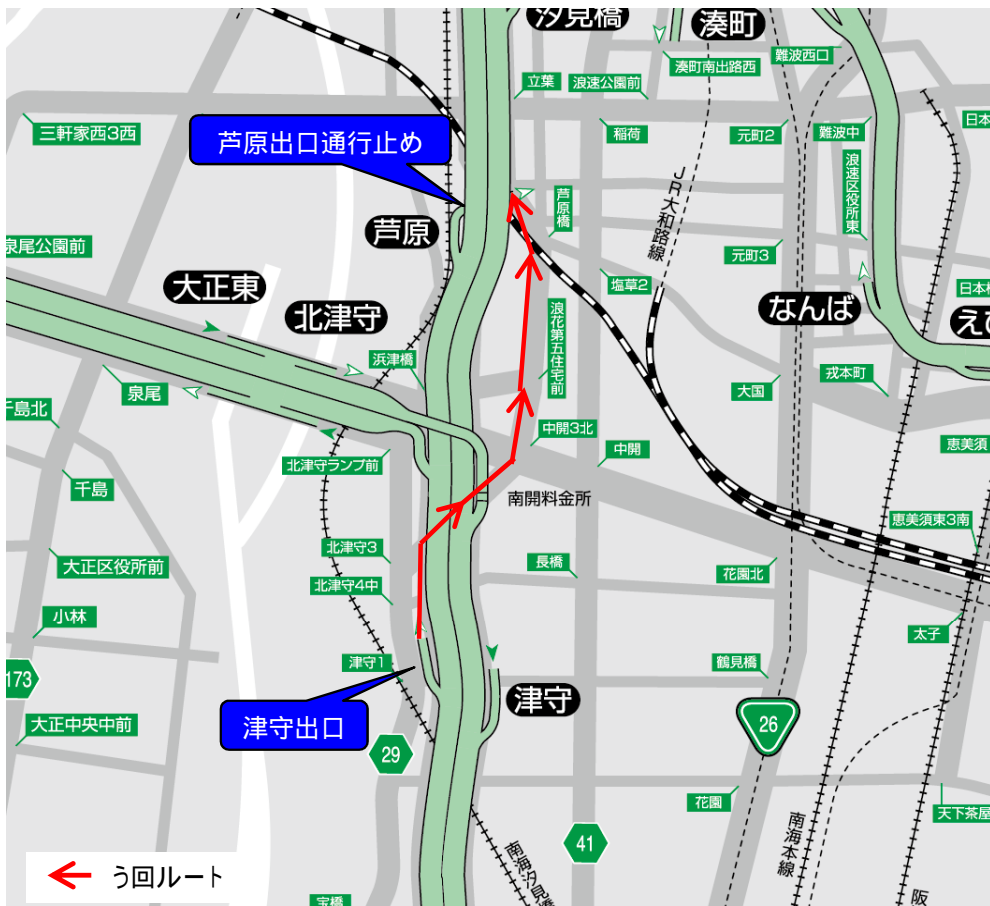 汐見橋
湊町
湊町南出路西
難波西口
立葉
浪速公園前
三軒家西3西
稲荷
元町2
難波中
日本
芦原出口通行止め
浪速区役所東
JR大和路線
芦原橋
芦原
泉尾公園前
元町3
大正東
塩草2
日本橋
北津守
なんば
えび
浪花第五住宅前
浜津橋
戎本町
泉尾
大国
千島北
中開3北
恵美須
中開
北津守ランプ前
千島
南開料金所
恵美須東3南
北津守3
長橋
大正区役所前
花園北
北津守4中
小林
太子
津守1
鶴見橋
173
津守
津守出口
26
大正中央中前
29
花園
天下茶屋
南海本線
41
南海汐見橋
う回ルート
阪
宝橋